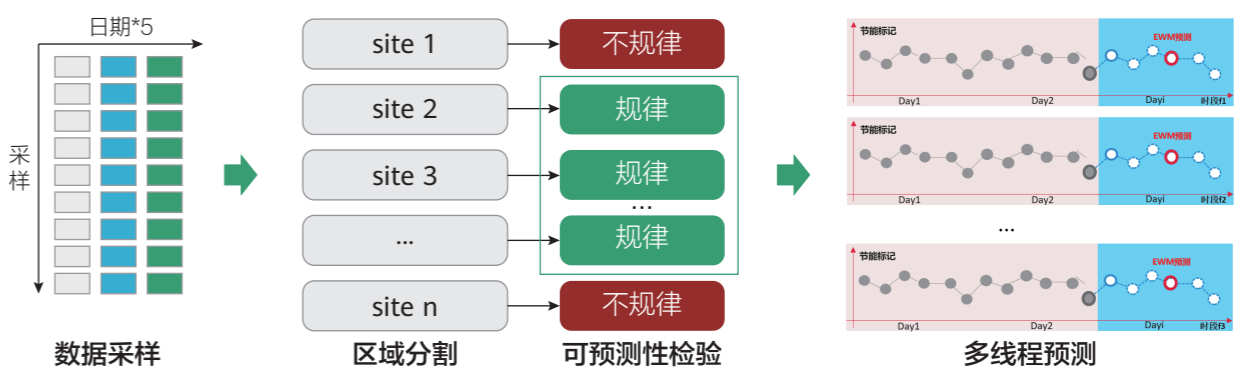 日期*5
采样
数据采样
site 1
不规律
site 2
规律
site 3
规律
...
...
规律
site n
不规律
区域分割
可预测性检验
节能标记
EWM预测
Day1
Day2
Dayi
时段f1
节能标记
EWM预测
Day1
Day2
Dayi
时段f2
...
节能标记
EWM预测
Day1
Day2
Dayi
时段f3
多线程预测